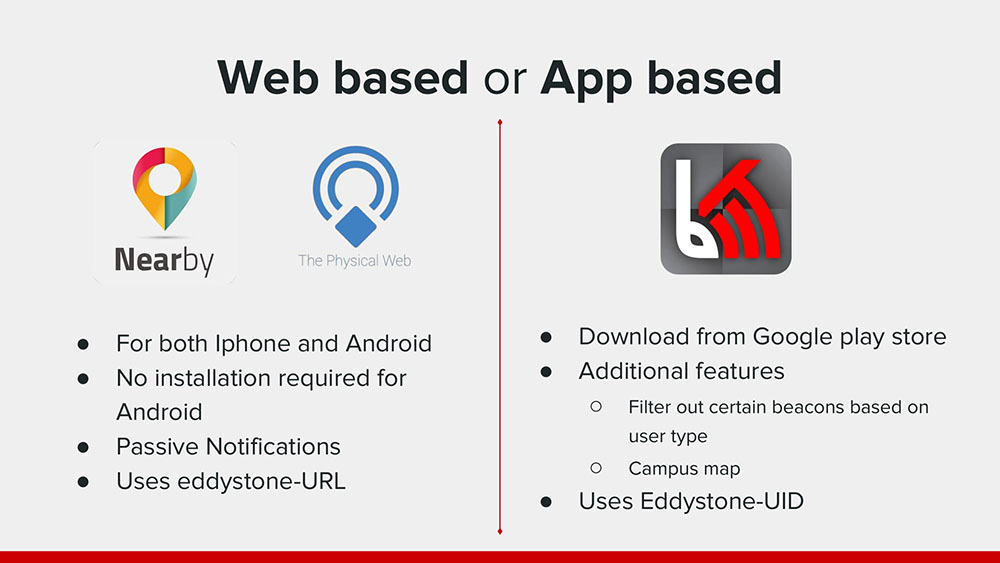 Web based or App based
Nearby
The Physical Web
● For both Iphone and Android
● No installation required for
Android
● Passive Notifications
● Uses eddystone-URL
● Download from Google play store
● Additional features
○ Filter out certain beacons based on
user type
○ Campus map
● Uses Eddystone-UID